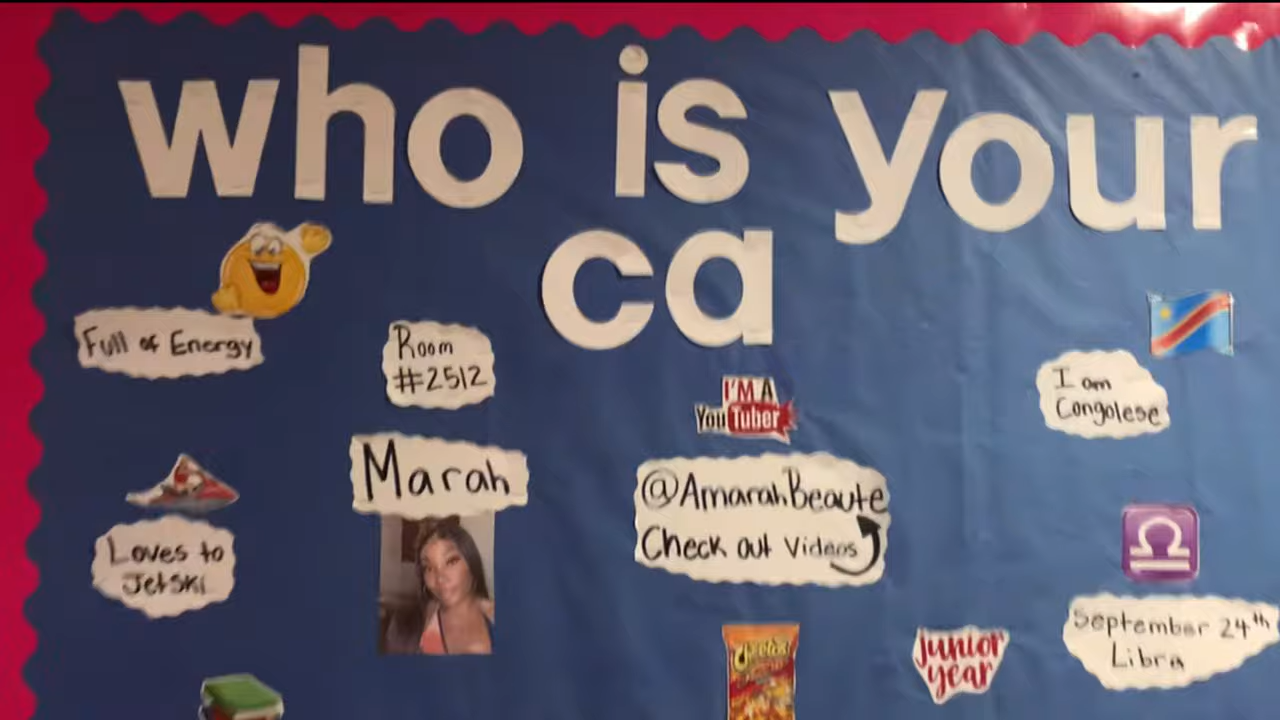 who is your
ca
Full of Energy
Room
#2512
I'M A
YouTuber
I am
Congolese
Marah
@AmarahBeaute
Check out Videos
Loves to
JetSki
Cheetos
junior
year
September 24th
Libra